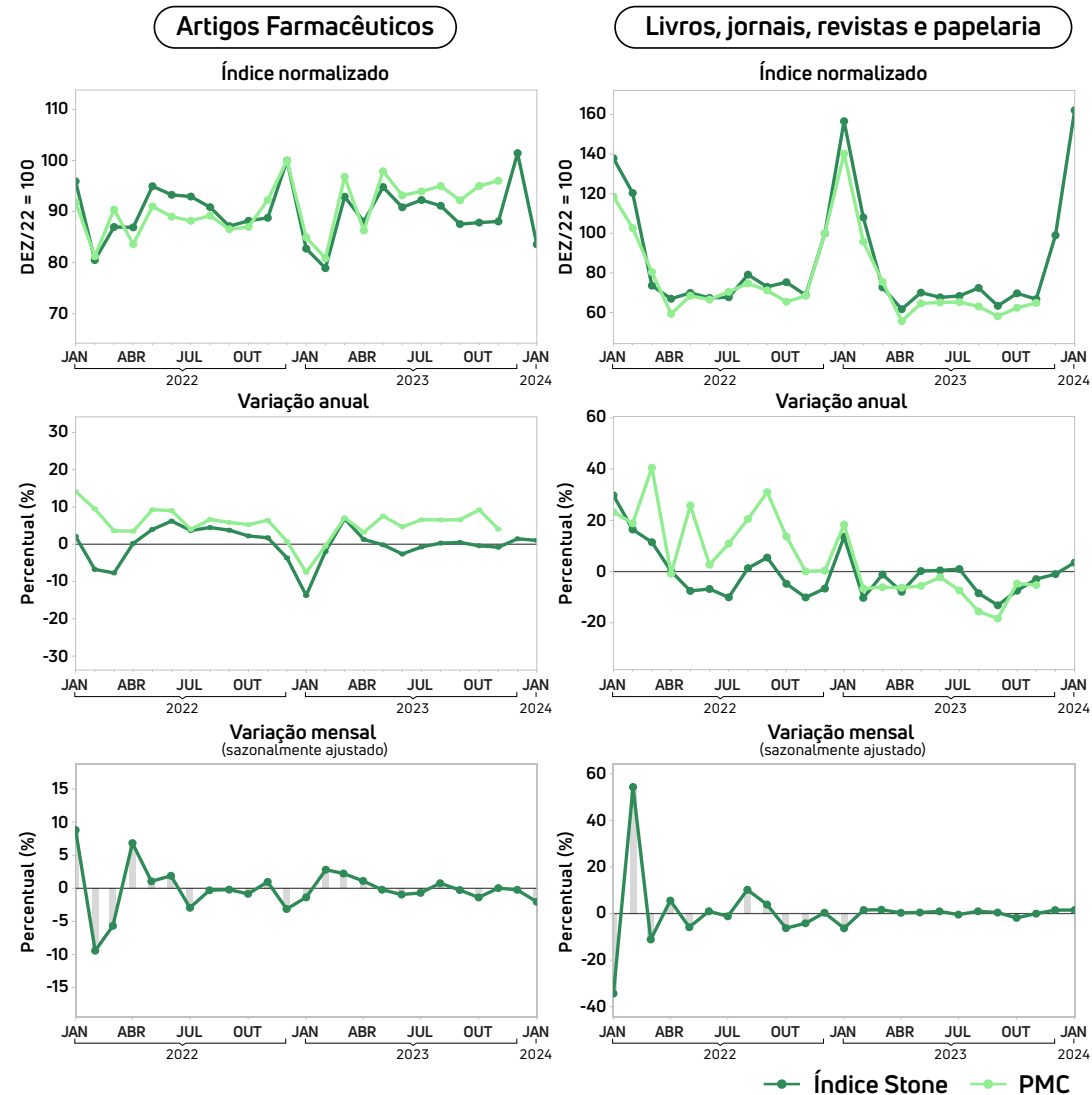 Artigos Farmacêuticos
Índice normalizado
DEZ/22 = 100
110
100
90
80
70
JAN ABR JUL OUT JAN ABR JUL OUT JAN
2022 2023 2024
Variação anual
Percentual (%)
30
20
10
0
-10
-20
-30
JAN ABR JUL OUT JAN ABR JUL OUT JAN
2022 2023 2024
Variação mensal
(sazonalmente ajustado)
Percentual (%)
15
10
5
0
-5
-10
-15
JAN ABR JUL OUT JAN ABR JUL OUT JAN
2022 2023 2024
Livros, jornais, revistas e papelaria
Índice normalizado
DEZ/22 = 100
160
140
120
100
80
60
JAN ABR JUL OUT JAN ABR JUL OUT JAN
2022 2023 2024
Variação anual
Percentual (%)
60
40
20
0
-20
JAN ABR JUL OUT JAN ABR JUL OUT JAN
2022 2023 2024
Variação mensal
(sazonalmente ajustado)
Percentual (%)
60
40
20
0
-20
-40
JAN ABR JUL OUT JAN ABR JUL OUT JAN
2022 2023 2024
Índice Stone PMC